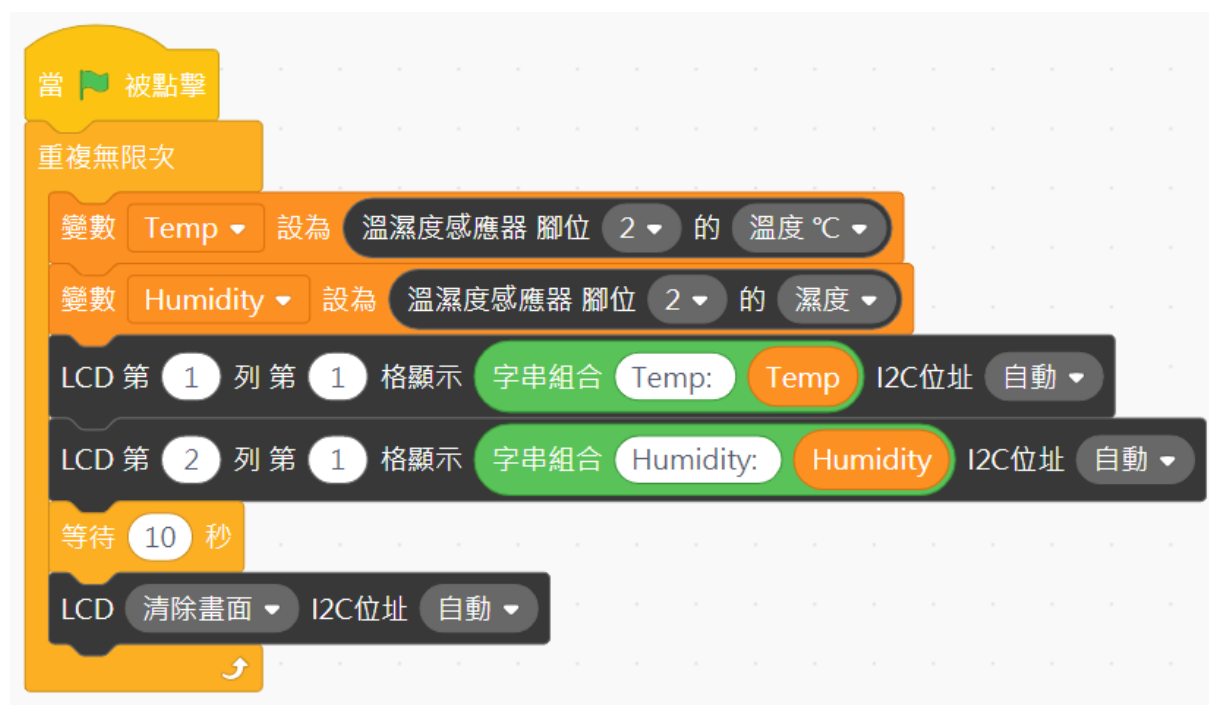 當 被點擊
重複無限次
變數 Temp 設為 溫濕度感應器 腳位 2 的 溫度 ℃
變數 Humidity 設為 溫濕度感應器 腳位 2 的 濕度
LCD 第 1 列 第 1 格顯示 字串組合 Temp: Temp I2C位址 自動
LCD 第 2 列 第 1 格顯示 字串組合 Humidity: Humidity I2C位址 自動
等待 10 秒
LCD 清除畫面 I2C位址 自動